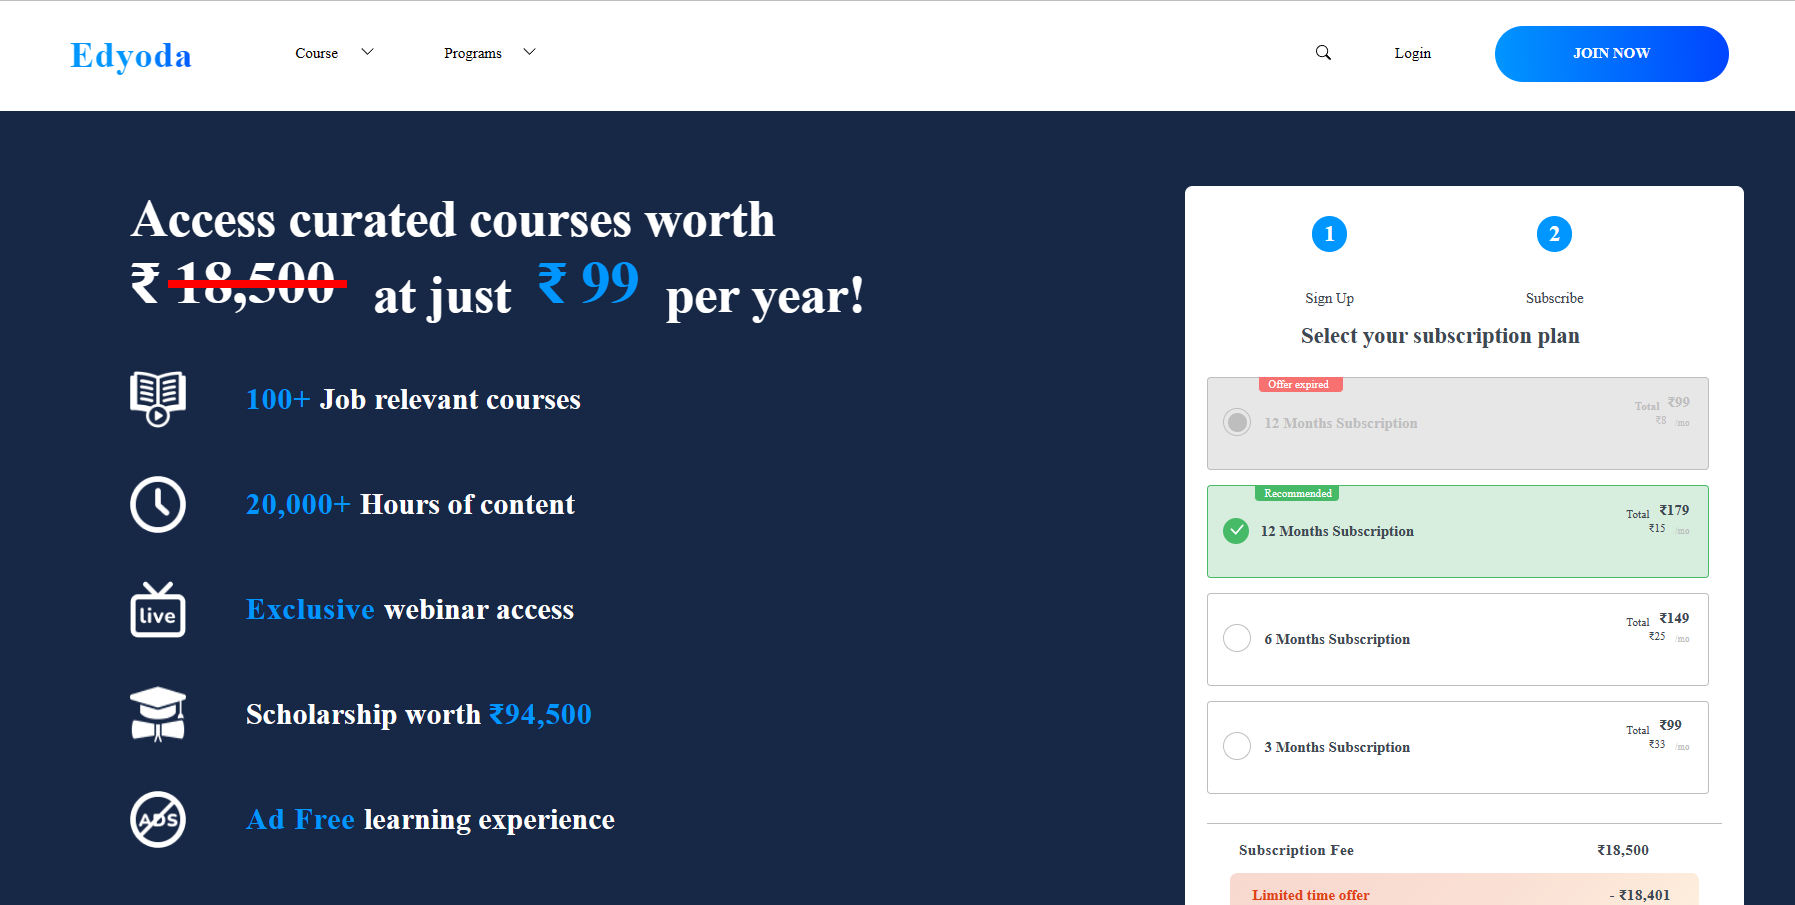 Edyoda
Course
Programs
Login
JOIN NOW
Access curated courses worth
₹ 18,500 at just ₹ 99 per year!
100+ Job relevant courses
20,000+ Hours of content
live
Exclusive webinar access
Scholarship worth ₹94,500
ADS
Ad Free learning experience
1
2
Sign Up
Subscribe
Select your subscription plan
Offer expired
12 Months Subscription
Total ₹99
₹8 /mo
Recommended
12 Months Subscription
Total ₹179
₹15 /mo
6 Months Subscription
Total ₹149
₹25 /mo
3 Months Subscription
Total ₹99
₹33 /mo
Subscription Fee ₹18,500
Limited time offer - ₹18,401